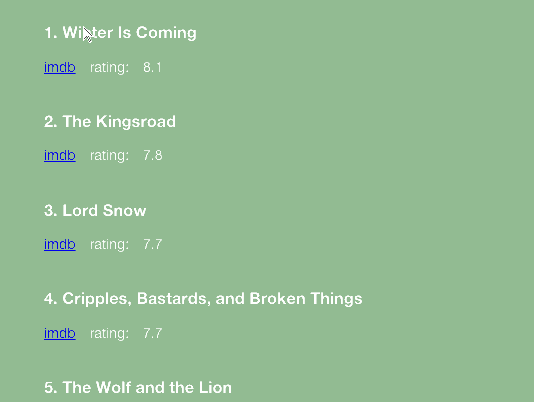 1. Winter Is Coming
imdb rating: 8.1
2. The Kingsroad
imdb rating: 7.8
3. Lord Snow
imdb rating: 7.7
4. Cripples, Bastards, and Broken Things
imdb rating: 7.7
5. The Wolf and the Lion